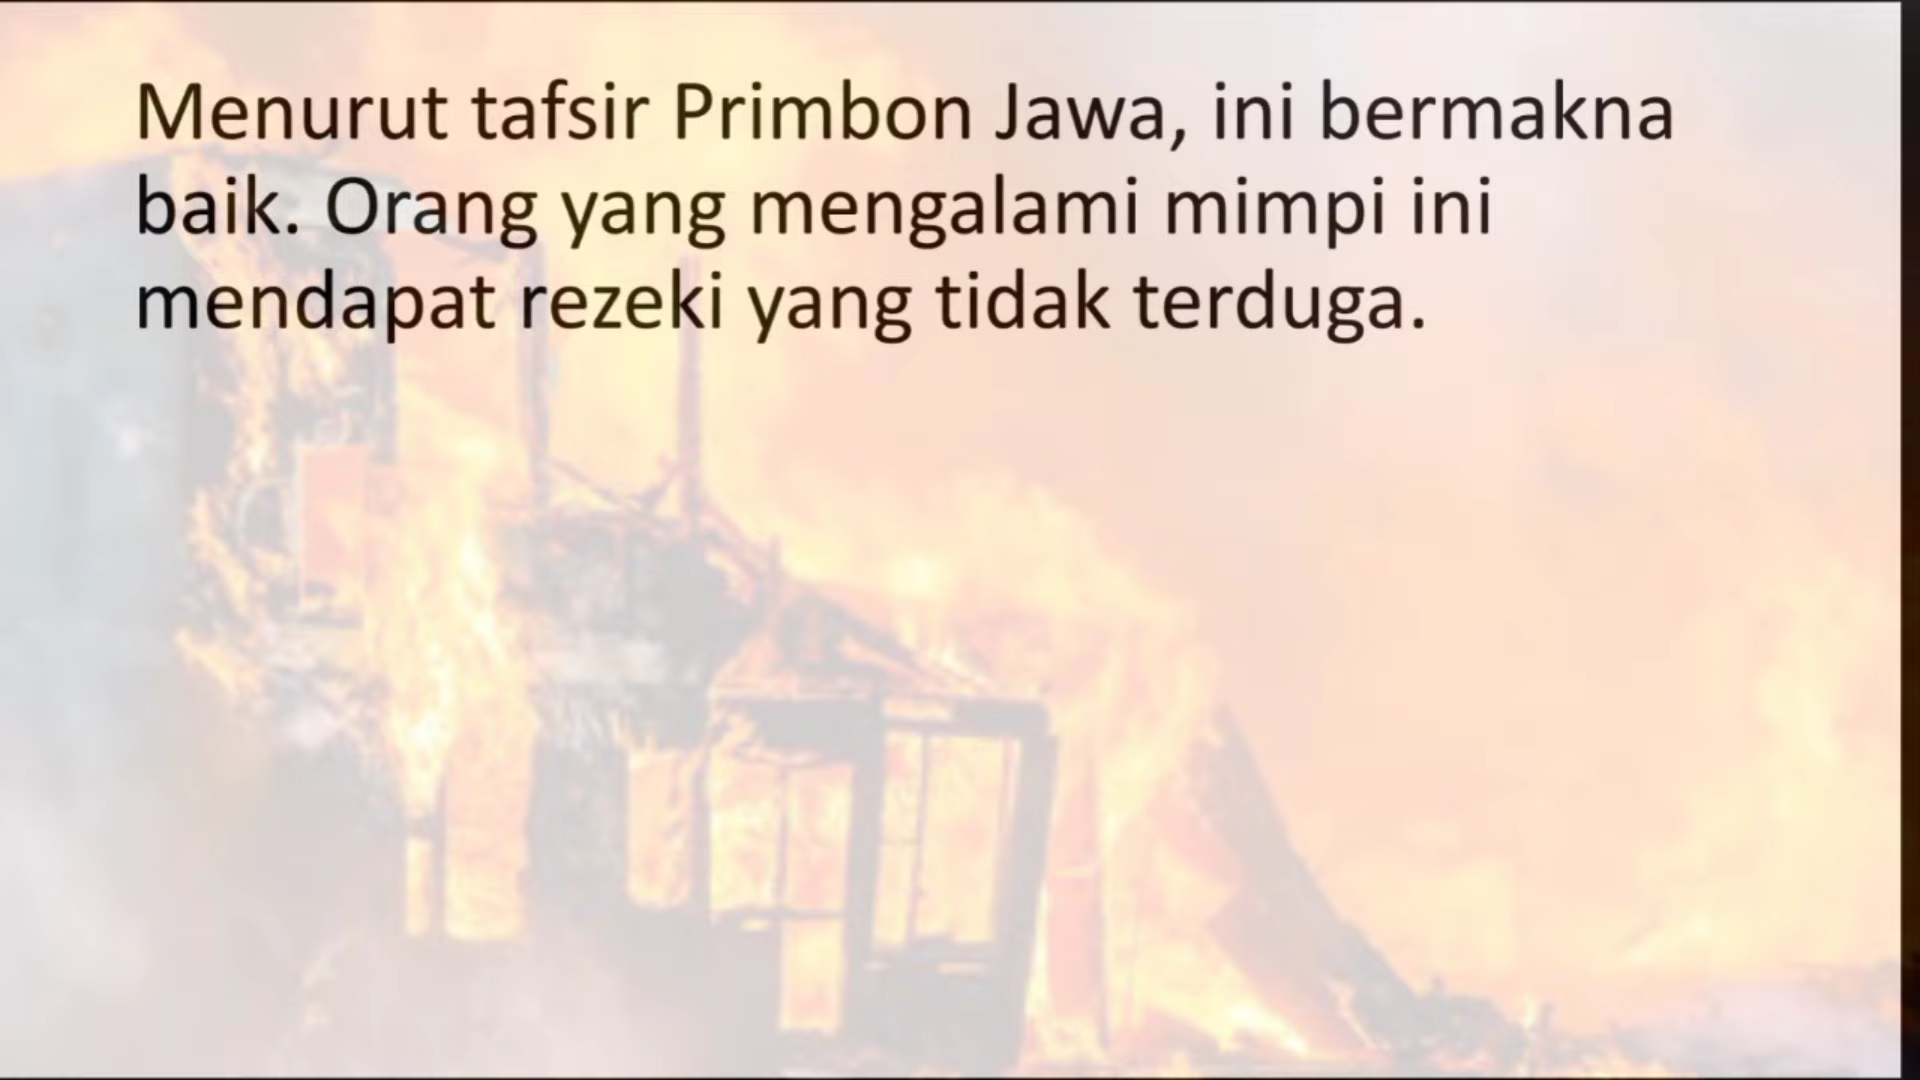 Menurut tafsir Primbon Jawa, ini bermakna
baik. Orang yang mengalami mimpi ini
mendapat rezeki yang tidak terduga.